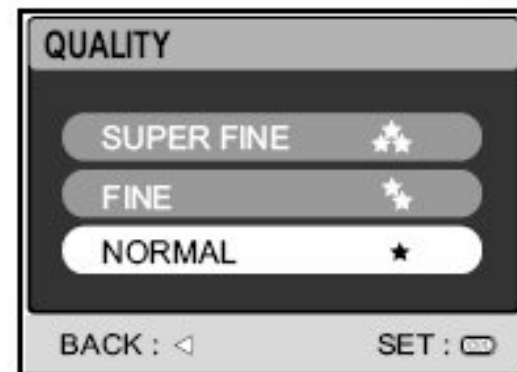 QUALITY
SUPER FINE
FINE
NORMAL
BACK : ◁ SET :